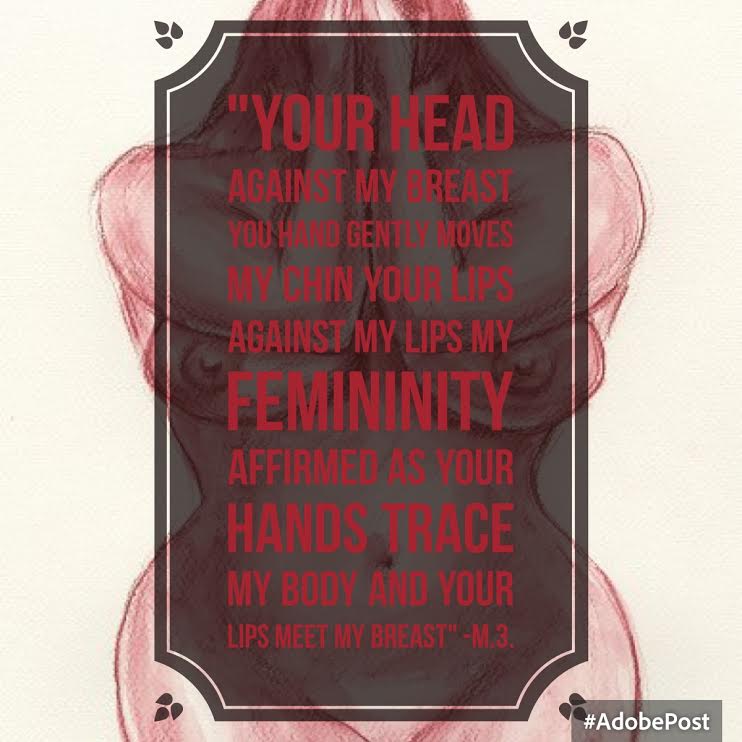 "YOUR HEAD
AGAINST MY BREAST
YOU HAND GENTLY MOVES
MY CHIN YOUR LIPS
AGAINST MY LIPS MY
FEMININITY
AFFIRMED AS YOUR
HANDS TRACE
MY BODY AND YOUR
LIPS MEET MY BREAST" -M.3.
#AdobePost